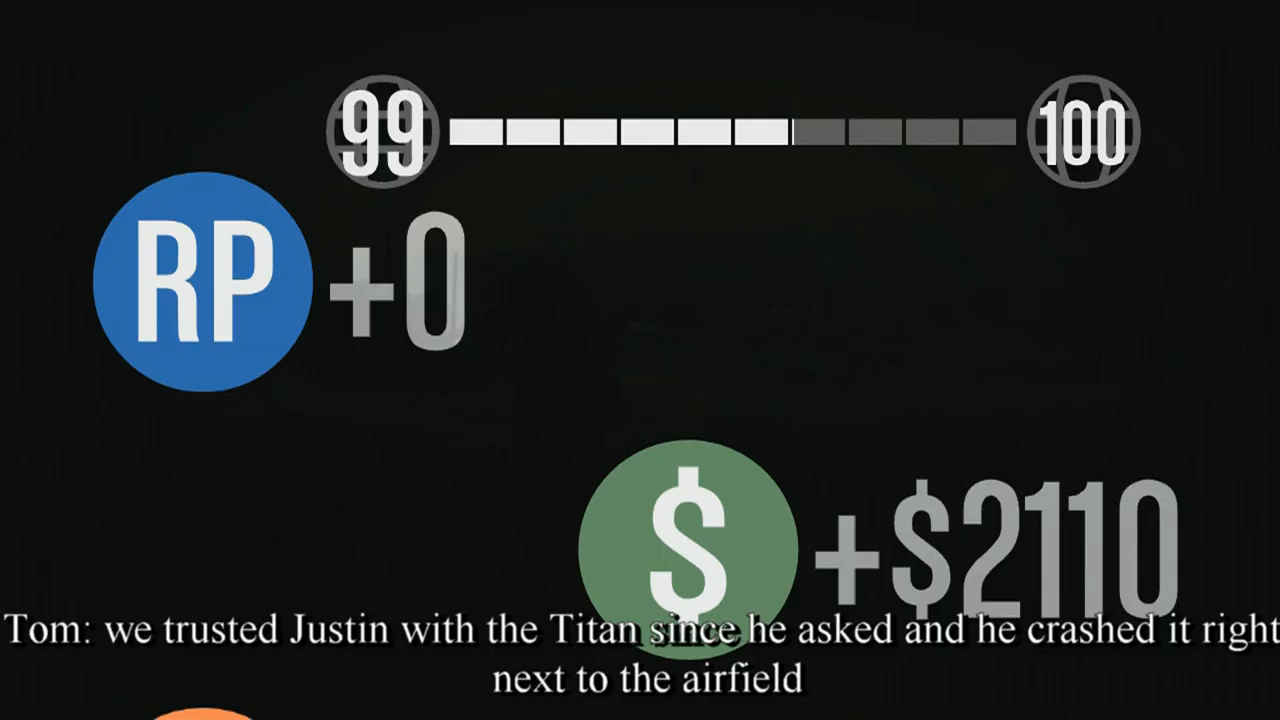 99
100
RP +0
$ +$2110
Tom: we trusted Justin with the Titan since he asked and he crashed it right
next to the airfield